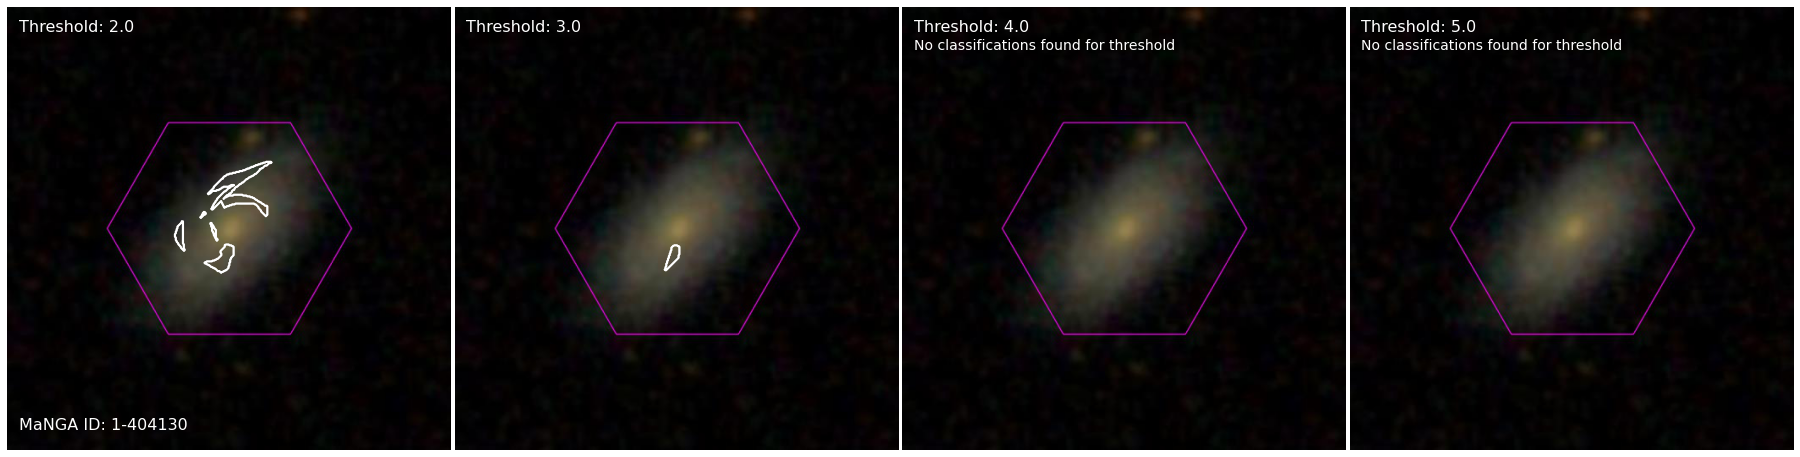 Threshold: 2.0
MaNGA ID: 1-404130
Threshold: 3.0
Threshold: 4.0
No classifications found for threshold
Threshold: 5.0
No classifications found for threshold